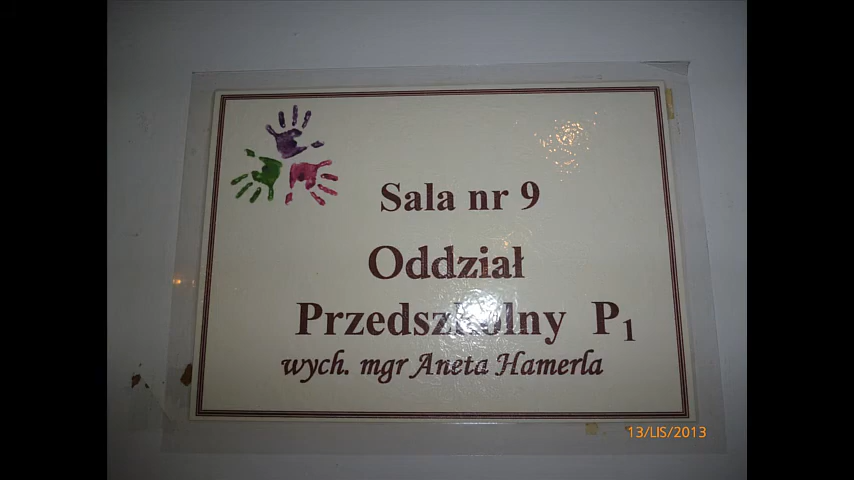 Sala nr 9
Oddział
Przedszkolny P₁
wych. mgr Aneta Hamerla
13/LIS/2013